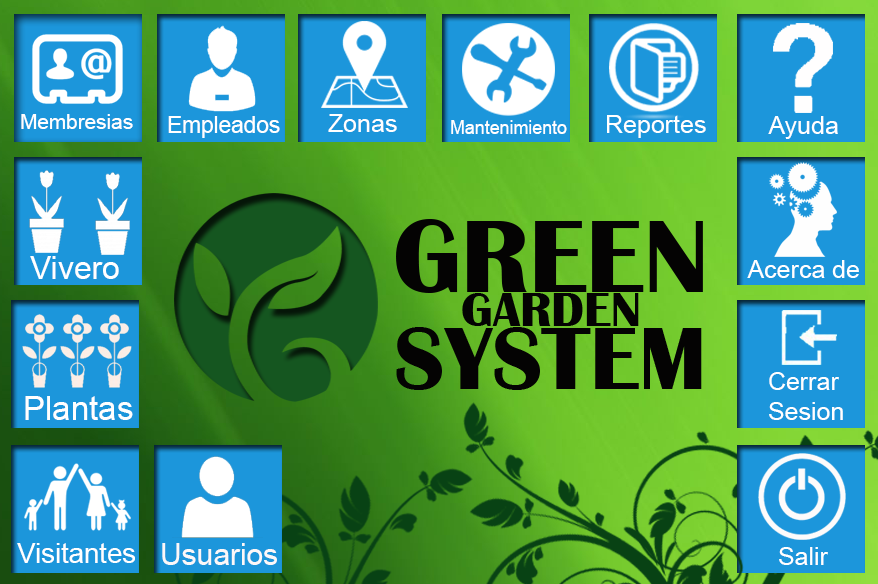 Membresias
Empleados
Zonas
Mantenimiento
Reportes
Ayuda
Vivero
GREEN
GARDEN
SYSTEM
Acerca de
Plantas
Cerrar
Sesion
Visitantes
Usuarios
Salir